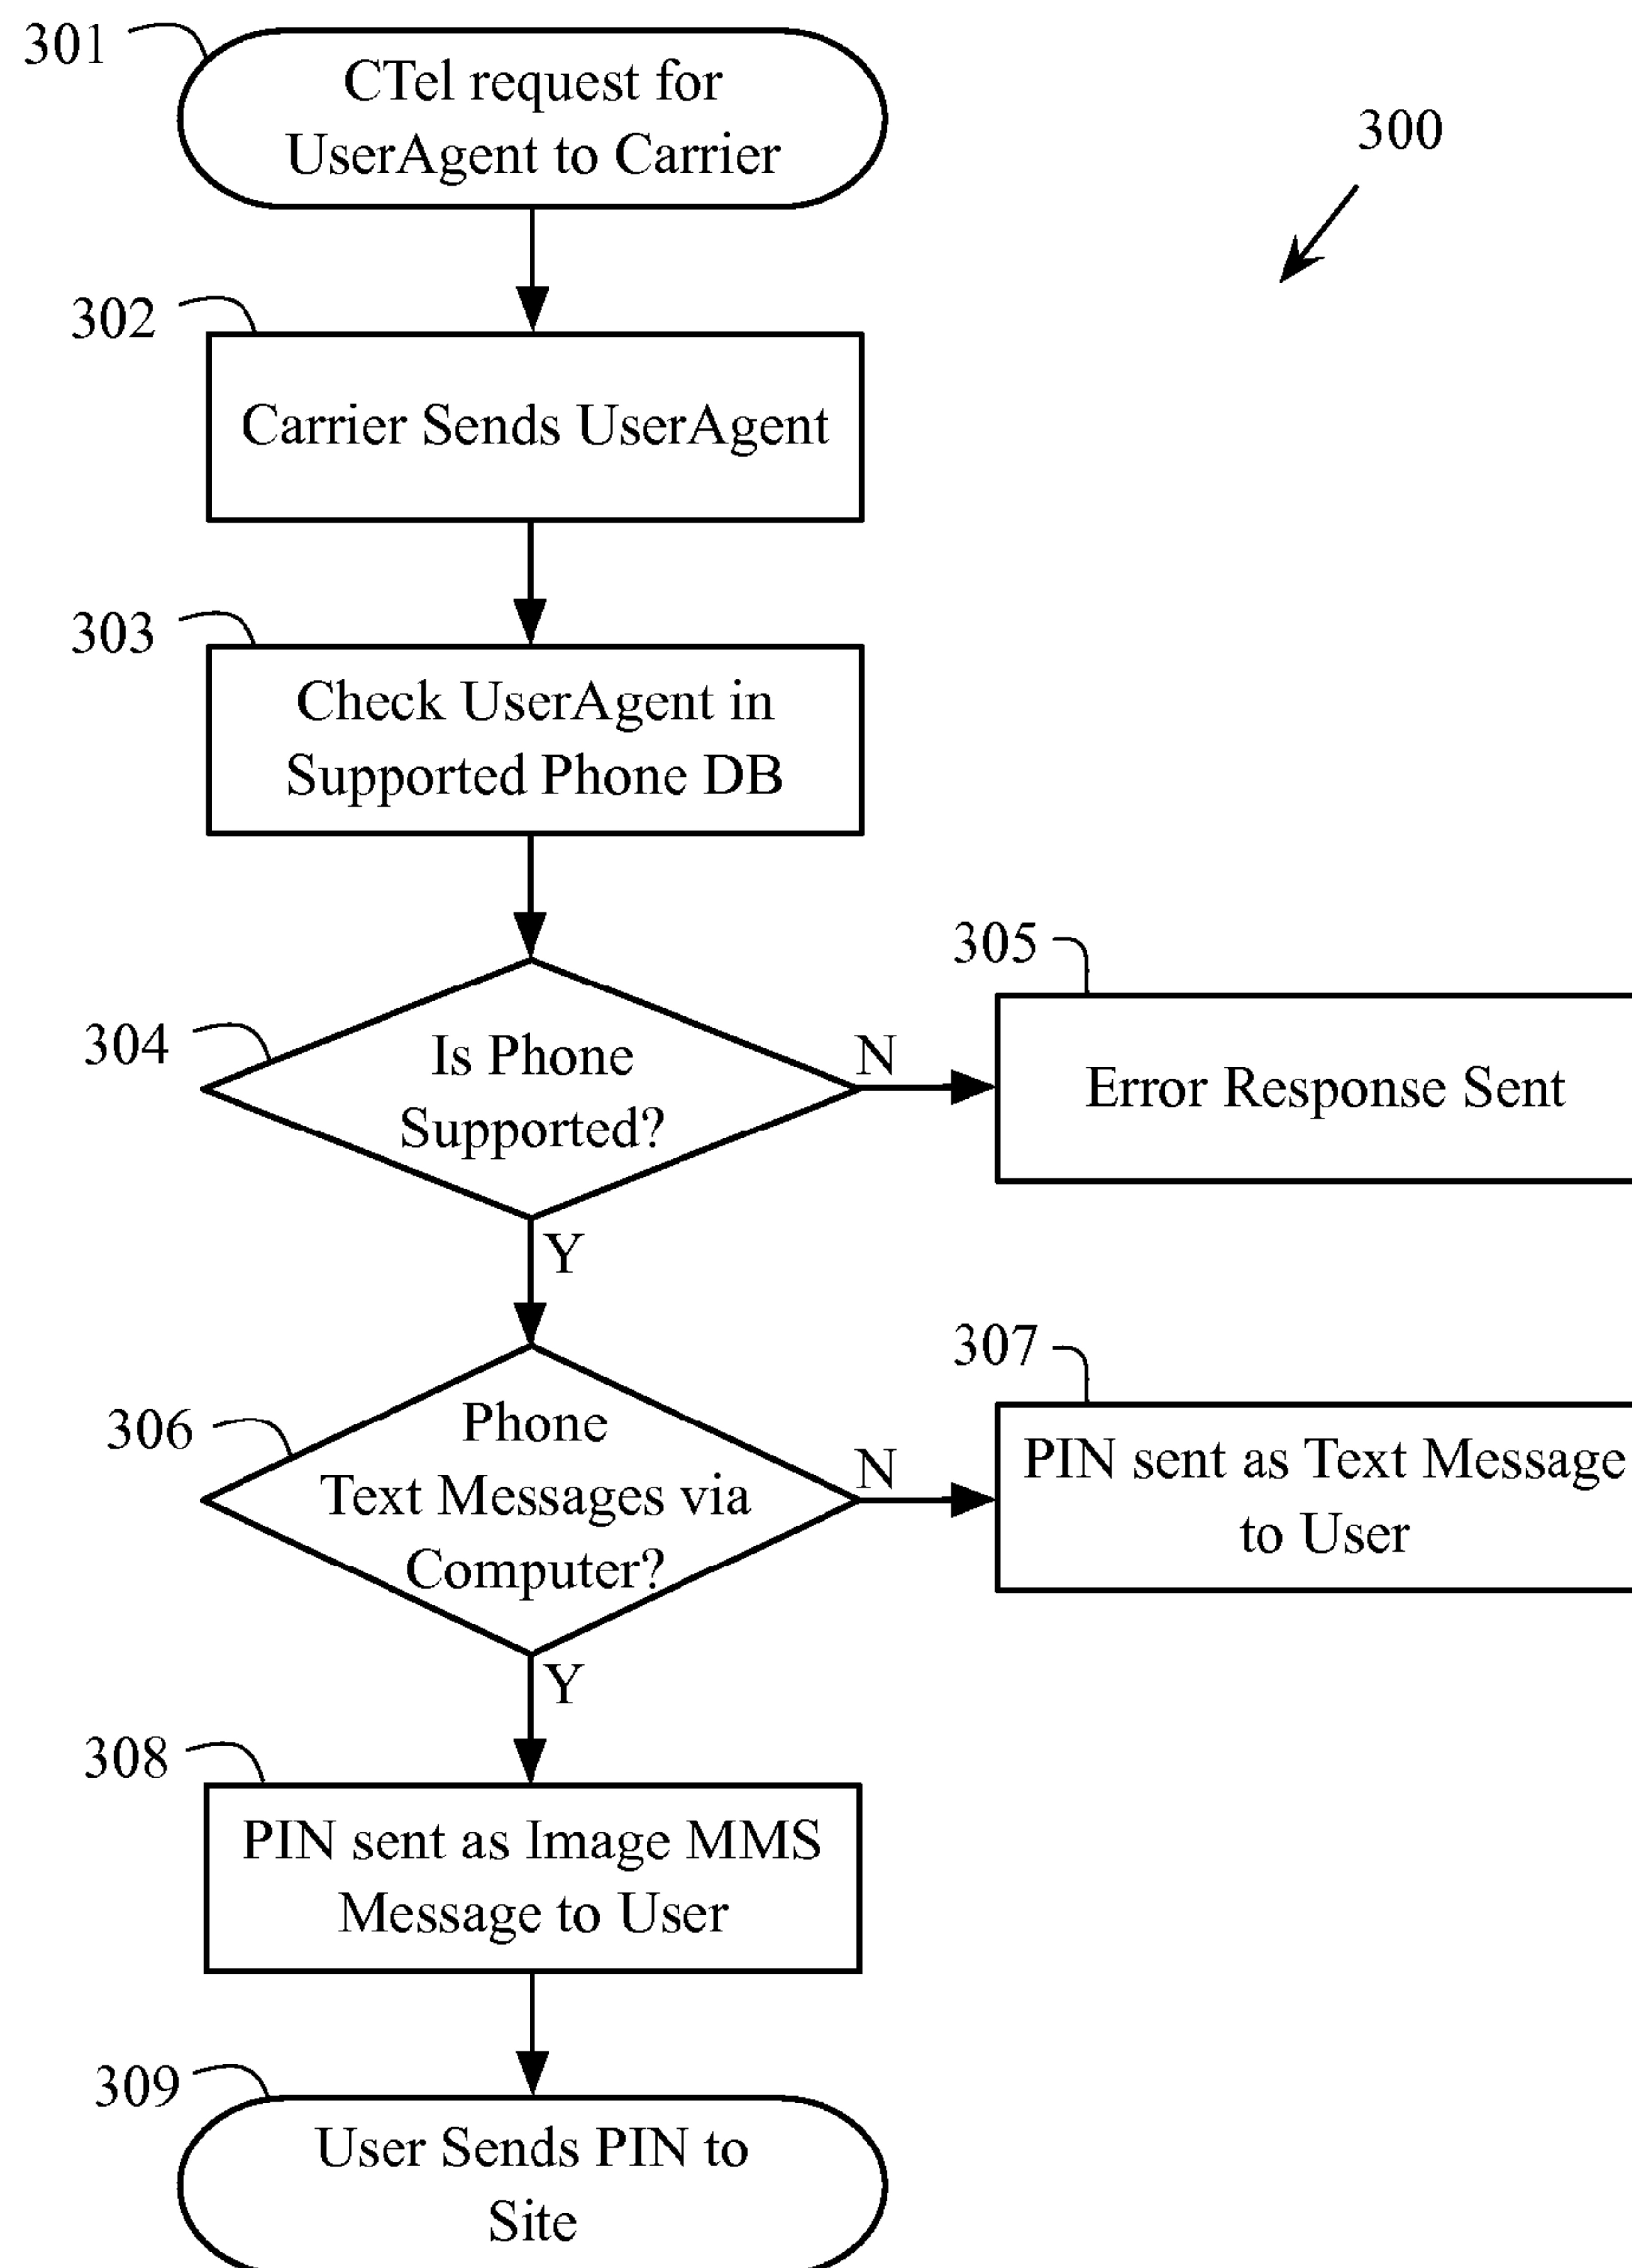 301
CTel request for
UserAgent to Carrier
300
302
Carrier Sends UserAgent
303
Check UserAgent in
Supported Phone DB
304
Is Phone
Supported?
N
305
Error Response Sent
Y
306
Phone
Text Messages via
Computer?
N
307
PIN sent as Text Message
to User
Y
308
PIN sent as Image MMS
Message to User
309
User Sends PIN to
Site